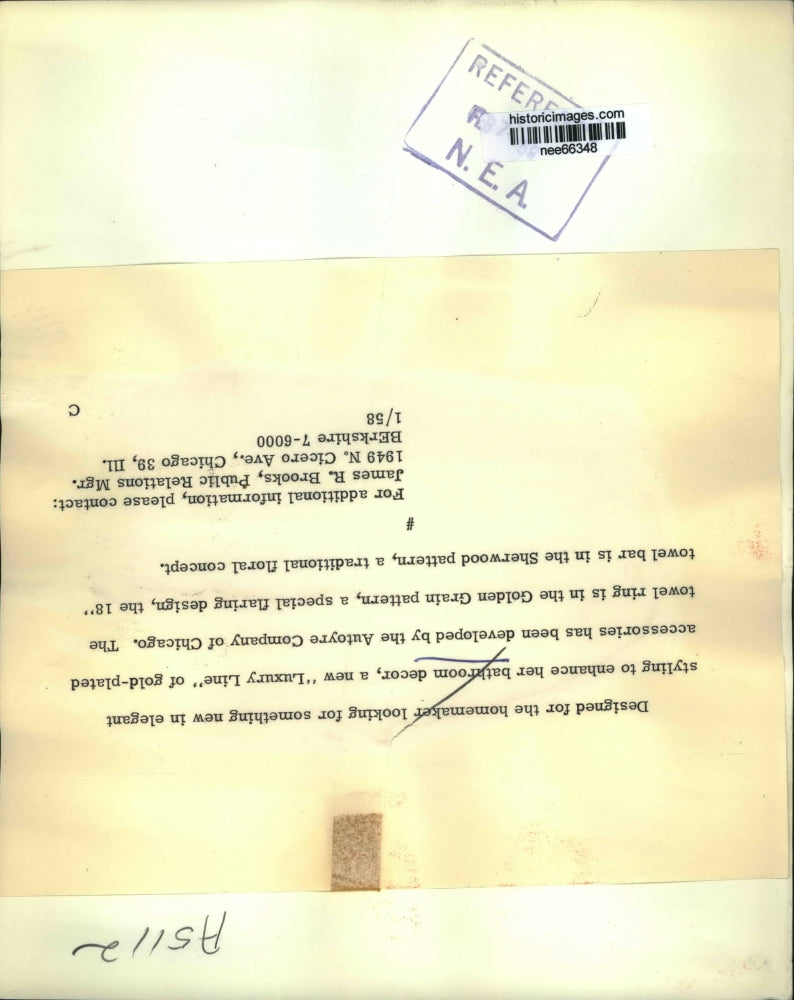 REFERE
historicimages.com
nee66348
N.E.A.
Designed for the homemaker looking for something new in elegant
styling to enhance her bathroom decor, a new "Luxury Line" of gold-plated
accessories has been developed by the Autoyre Company of Chicago. The
towel ring is in the Golden Grain pattern, a special flaring design, the 18"
towel bar is in the Sherwood pattern, a traditional floral concept.
#
For additional information, please contact:
James R. Brooks, Public Relations Mgr.
1949 N. Cicero Ave., Chicago 39, Ill.
BErkshire 7-6000
1/58
C
A5112